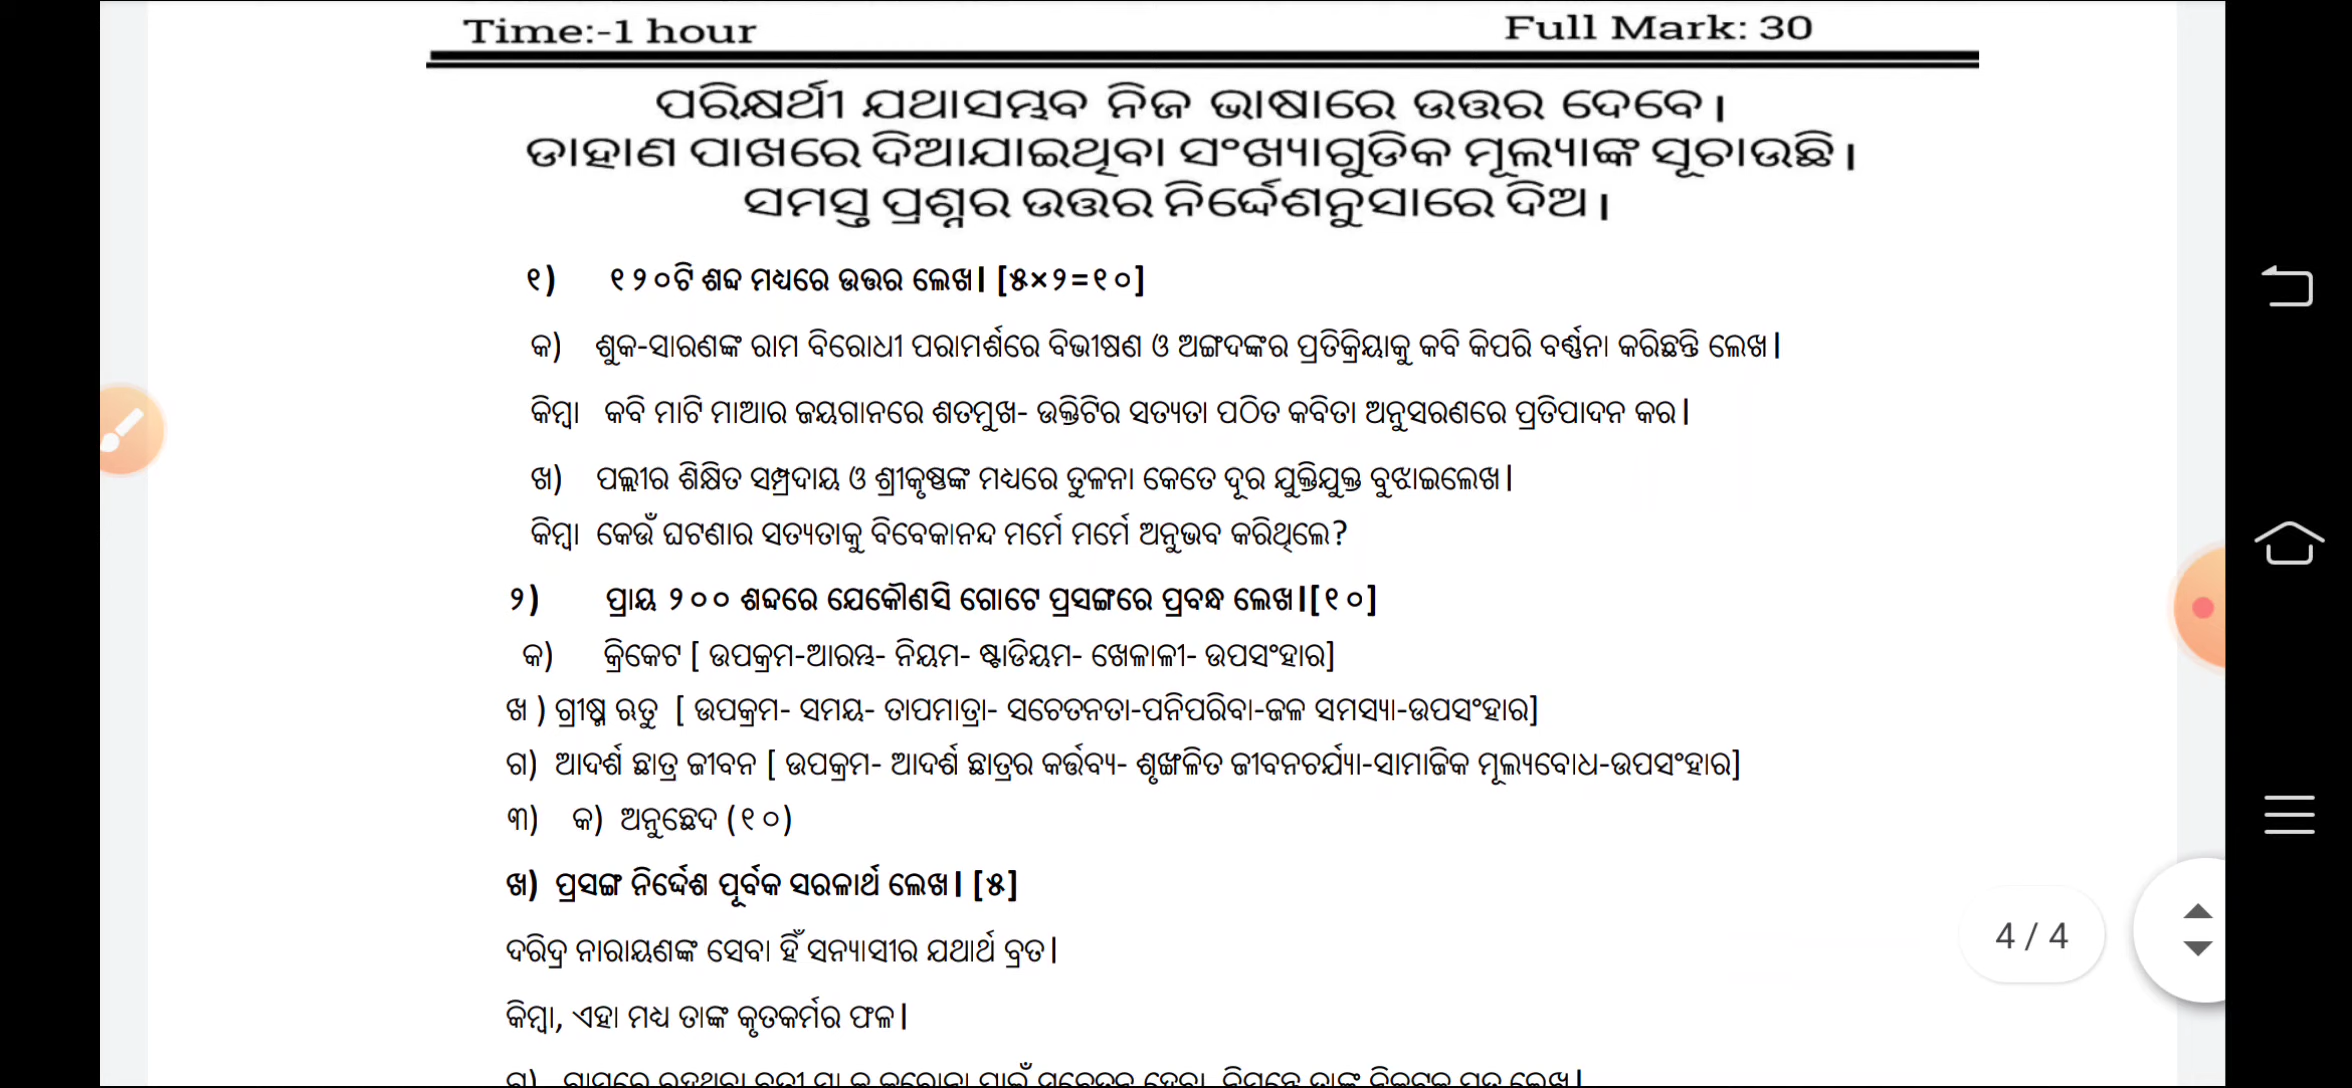 Time:-1 hour Full Mark: 30
ପରିକ୍ଷର୍ଥୀ ଯଥାସମ୍ଭବ ନିଜ ଭାଷାରେ ଉତ୍ତର ଦେବେ।
ଡାହାଣ ପାଖରେ ଦିଆଯାଇଥିବା ସଂଖ୍ୟାଗୁଡିକ ମୂଲ୍ୟାଙ୍କ ସୂଚାଉଛି।
ସମସ୍ତ ପ୍ରଶ୍ନର ଉତ୍ତର ନିର୍ଦ୍ଦେଶନୁସାରେ ଦିଅ।
୧) ୧୨୦ଟି ଶବ୍ଦ ମଧ୍ୟରେ ଉତ୍ତର ଲେଖ। [୫×୨=୧୦]
କ) ଶୁକ-ସାରଣଙ୍କ ରାମ ବିରୋଧୀ ପରାମର୍ଶରେ ବିଭୀଷଣ ଓ ଅଙ୍ଗଦଙ୍କର ପ୍ରତିକ୍ରିୟାକୁ କବି କିପରି ବର୍ଣ୍ଣନା କରିଛନ୍ତି ଲେଖ।
କିମ୍ବା କବି ମାଟି ମାଆର ଜୟଗାନରେ ଶତମୁଖ- ଉକ୍ତିଟିର ସତ୍ୟତା ପଠିତ କବିତା ଅନୁସରଣରେ ପ୍ରତିପାଦନ କର।
ଖ) ପଲ୍ଲୀର ଶିକ୍ଷିତ ସମ୍ପ୍ରଦାୟ ଓ ଶ୍ରୀକୃଷ୍ଣଙ୍କ ମଧ୍ୟରେ ତୁଳନା କେତେ ଦୂର ଯୁକ୍ତିଯୁକ୍ତ ବୁଝାଇଲେଖ।
କିମ୍ବା କେଉଁ ଘଟଣାର ସତ୍ୟତାକୁ ବିବେକାନନ୍ଦ ମର୍ମେ ମର୍ମେ ଅନୁଭବ କରିଥିଲେ?
୨) ପ୍ରାୟ ୨୦୦ ଶବ୍ଦରେ ଯେକୌଣସି ଗୋଟେ ପ୍ରସଙ୍ଗରେ ପ୍ରବନ୍ଧ ଲେଖ।[୧୦]
କ) କ୍ରିକେଟ [ ଉପକ୍ରମ-ଆରମ୍ଭ- ନିୟମ- ଷ୍ଟାଡିୟମ- ଖେଳାଳୀ- ଉପସଂହାର]
ଖ ) ଗ୍ରୀଷ୍ମ ଋତୁ [ ଉପକ୍ରମ- ସମୟ- ତାପମାତ୍ରା- ସଚେତନତା-ପନିପରିବା-ଜଳ ସମସ୍ୟା-ଉପସଂହାର]
ଗ) ଆଦର୍ଶ ଛାତ୍ର ଜୀବନ [ ଉପକ୍ରମ- ଆଦର୍ଶ ଛାତ୍ରର କର୍ତ୍ତବ୍ୟ- ଶୃଙ୍ଖଳିତ ଜୀବନଚର୍ଯ୍ୟା-ସାମାଜିକ ମୂଲ୍ୟବୋଧ-ଉପସଂହାର]
୩) କ) ଅନୁଛେଦ (୧୦)
ଖ) ପ୍ରସଙ୍ଗ ନିର୍ଦ୍ଦେଶ ପୂର୍ବକ ସରଳାର୍ଥ ଲେଖ। [୫]
ଦରିଦ୍ର ନାରାୟଣଙ୍କ ସେବା ହିଁ ସନ୍ୟାସୀର ଯଥାର୍ଥ ବ୍ରତ।
କିମ୍ବା, ଏହା ମଧ୍ୟ ତାଙ୍କ କୃତକର୍ମର ଫଳ।
4 / 4